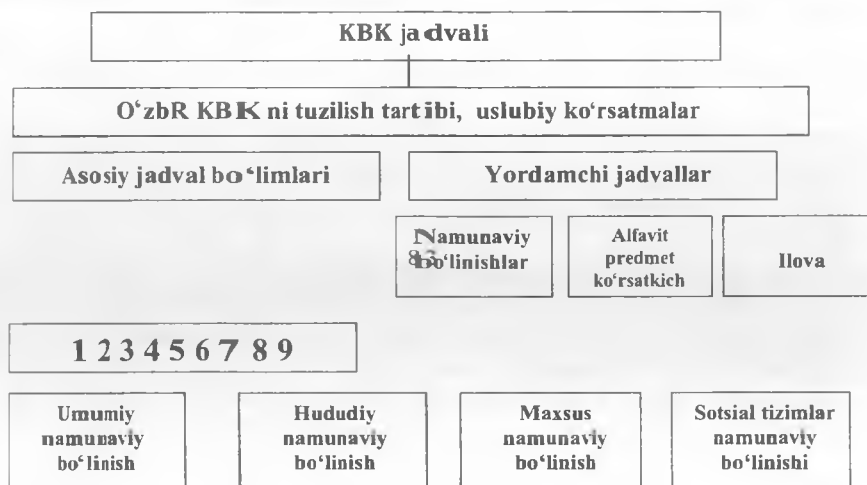 KBK jadvali
O‘zbR KBK ni tuzilish tartibi, uslubiy ko‘rsatmalar
Asosiy jadval bo‘limlari
Yordamchi jadvallar
Namunaviy
bo‘linishlar
Alfavit
predmet
ko‘rsatkich
Ilova
1 2 3 4 5 6 7 8 9
Umumiy
namunaviy
bo‘linish
Hududiy
namunaviy
bo‘linish
Maxsus
namunaviy
bo‘linish
Sotsial tizimlar
namunaviy
bo‘linishi